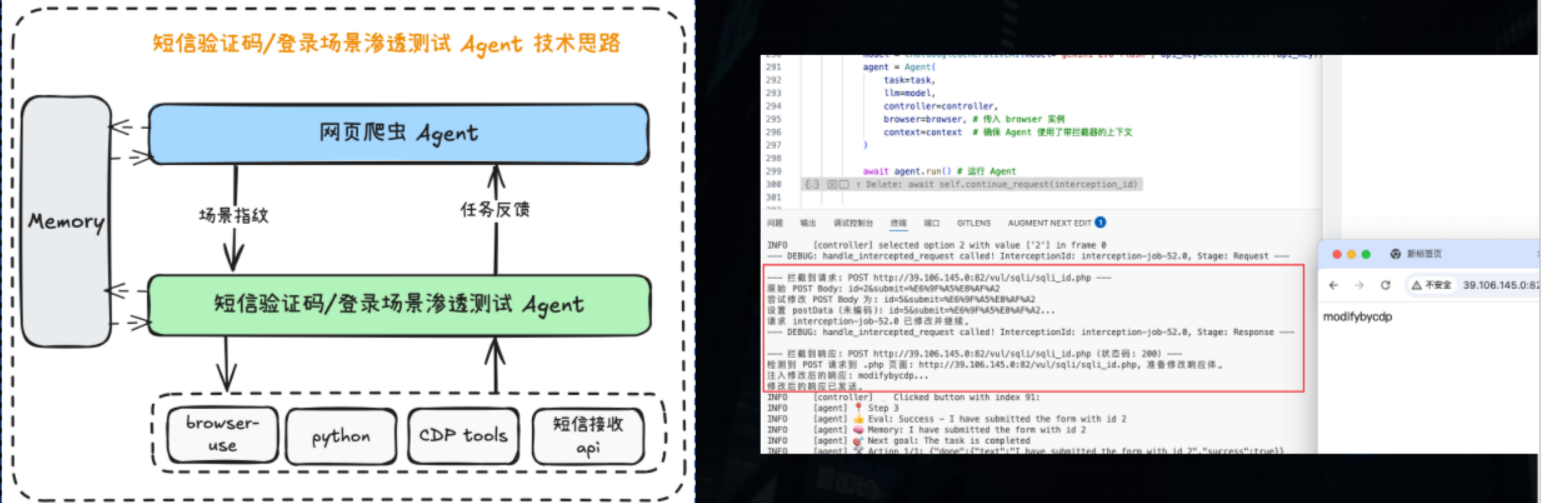 短信验证码/登录场景渗透测试 Agent 技术思路
Memory
网页爬虫 Agent
场景指纹
任务反馈
短信验证码/登录场景渗透测试 Agent
browser-
use
python
CDP tools
短信接收
api
291 agent = Agent(
292 task=task,
293 llm=model,
294 controller=controller,
295 browser=browser, # 传入 browser 实例
296 context=context # 确保 Agent 使用了带拦截器的上下文
297 )
298
299 await agent.run() # 运行 Agent
300 ↑ Delete: await self.continue_request(interception_id)
301
问题 输出 调试控制台 终端 端口 GITLENS AUGMENT NEXT EDIT 1
INFO [controller] selected option 2 with value ['2'] in frame 0
--- DEBUG: handle_intercepted_request called! InterceptionId: interception-job-52.0, Stage: Request ---
--- 拦截到请求: POST http://39.106.145.0:82/vul/sqli/sqli_id.php ---
原始 POST Body: id=2&submit=%E6%9F%A5%E8%AF%A2
尝试修改 POST Body 为: id=5&submit=%E6%9F%A5%E8%AF%A2
设置 postData (未编码): id=5&submit=%E6%9F%A5%E8%AF%A2...
请求 interception-job-52.0 已修改并继续。
--- DEBUG: handle_intercepted_request called! InterceptionId: interception-job-52.0, Stage: Response ---
--- 拦截到响应: POST http://39.106.145.0:82/vul/sqli/sqli_id.php (状态码: 200) ---
检测到 POST 请求到 .php 页面: http://39.106.145.0:82/vul/sqli/sqli_id.php, 准备修改响应体。
注入修改后的响应: modifybycdp...
修改后的响应已发送。
INFO [controller] Clicked button with index 91:
INFO [agent] 📍 Step 3
INFO [agent] 👍 Eval: Success - I have submitted the form with id 2
INFO [agent] 🧠 Memory: I have submitted the form with id 2
INFO [agent] 🎯 Next goal: The task is completed
INFO [agent] 🛠️ Action 1/1: {"done":{"text":"I have submitted the form with id 2","success":true}}
新标签页
不安全 39.106.145.0:82
modifybycdp